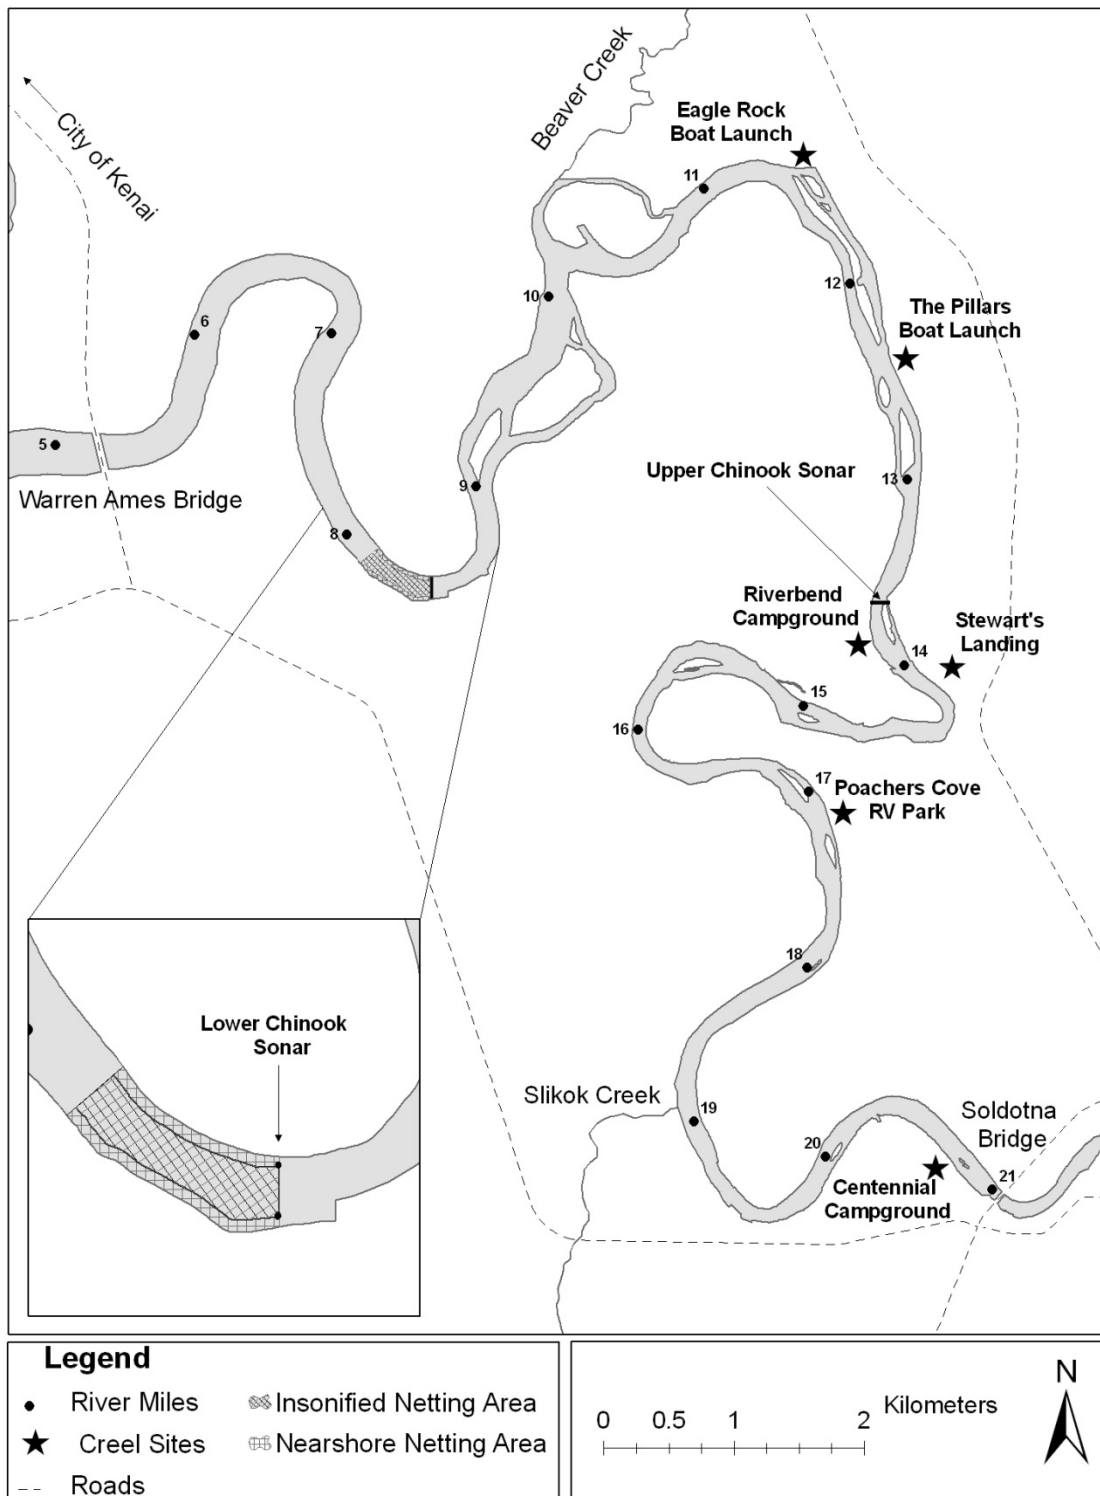 City of Kenai
Beaver Creek
Eagle Rock
Boat Launch
11
12
10
6
7
The Pillars
Boat Launch
5
Warren Ames Bridge
Upper Chinook Sonar
13
9
8
Riverbend
Campground
Stewart's
Landing
14
15
16
17
Poachers Cove
RV Park
18
Lower Chinook
Sonar
Slikok Creek
19
Soldotna
Bridge
20
21
Centennial
Campground
Legend
River Miles
Insonified Netting Area
Creel Sites
Nearshore Netting Area
Roads
0 0.5 1 2
Kilometers
N